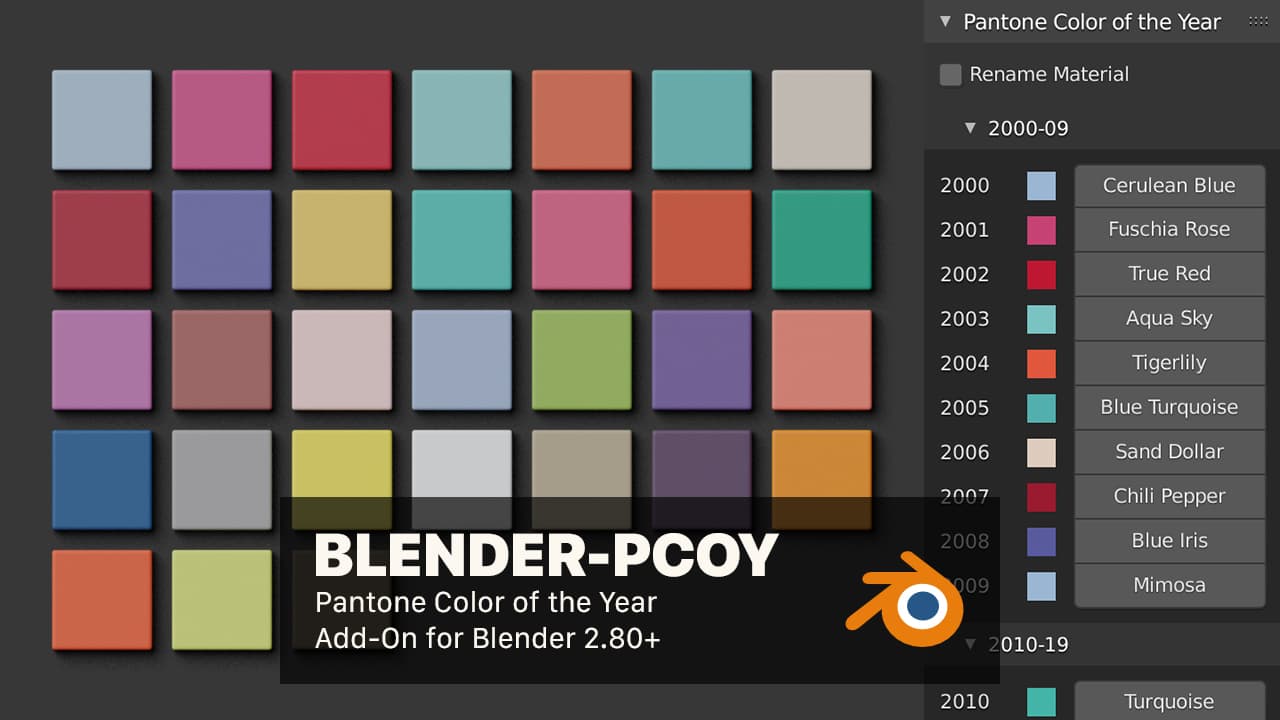 Pantone Color of the Year
Rename Material
2000-09
2000 Cerulean Blue
2001 Fuschia Rose
2002 True Red
2003 Aqua Sky
2004 Tigerlily
2005 Blue Turquoise
2006 Sand Dollar
2007 Chili Pepper
2008 Blue Iris
2009 Mimosa
2010-19
2010 Turquoise
BLENDER-PCOY
Pantone Color of the Year
Add-On for Blender 2.80+